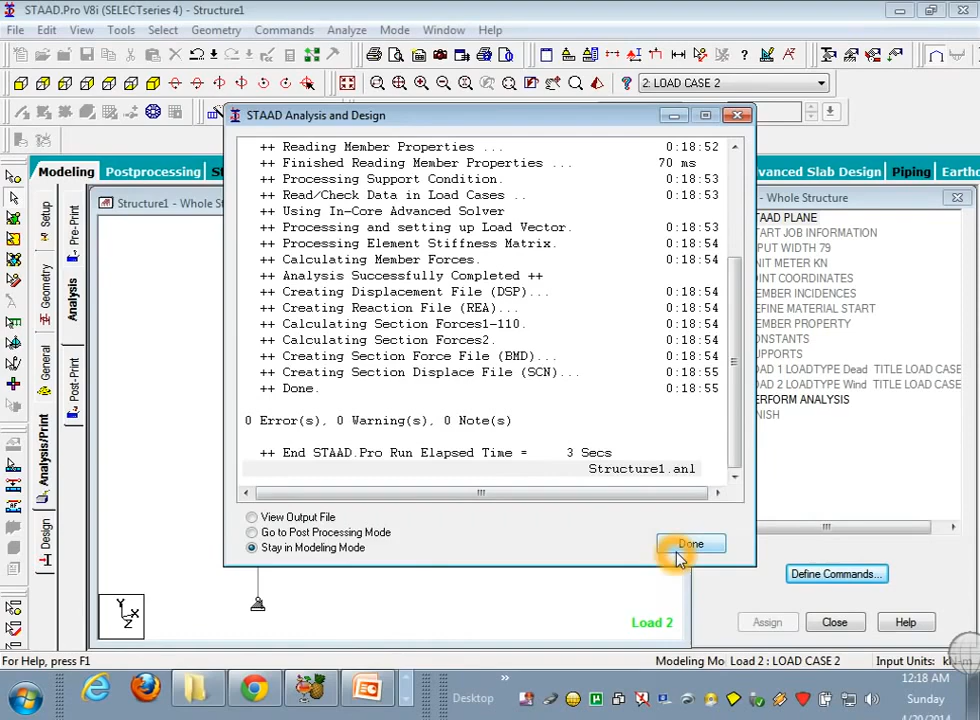 STAAD.Pro V8i (SELECTseries 4) - Structure1
File Edit View Tools Select Geometry Commands Analyze Mode Window Help
2: LOAD CASE 2
STAAD Analysis and Design
Modeling Postprocessing St
vanced Slab Design Piping Earth
Structure1 - Whole S
Whole Structure
++ Reading Member Properties ... 0:18:52
++ Finished Reading Member Properties ... 70 ms
++ Processing Support Condition. 0:18:53
++ Read/Check Data in Load Cases .. 0:18:53
++ Using In-Core Advanced Solver
++ Processing and setting up Load Vector. 0:18:53
++ Processing Element Stiffness Matrix. 0:18:54
++ Calculating Member Forces. 0:18:54
++ Analysis Successfully Completed ++
++ Creating Displacement File (DSP)... 0:18:54
++ Creating Reaction File (REA)... 0:18:54
++ Calculating Section Forces1-110. 0:18:54
++ Calculating Section Forces2. 0:18:54
++ Creating Section Force File (BMD)... 0:18:54
++ Creating Section Displace File (SCN)... 0:18:55
++ Done. 0:18:55
0 Error(s), 0 Warning(s), 0 Note(s)
++ End STAAD.Pro Run Elapsed Time = 3 Secs
Structure1.anl
View Output File
Go to Post Processing Mode
Stay in Modeling Mode
Done
Setup
Geometry
General
Analysis/Print
Design
Pre-Print
Analysis
Post-Print
TAAD PLANE
TART JOB INFORMATION
PUT WIDTH 79
NIT METER KN
OINT COORDINATES
EMBER INCIDENCES
EFINE MATERIAL START
EMBER PROPERTY
ONSTANTS
UPPORTS
OAD 1 LOADTYPE Dead TITLE LOAD CASE
OAD 2 LOADTYPE Wind TITLE LOAD CASE
ERFORM ANALYSIS
INISH
Define Commands...
Assign Close Help
Y
X
Z
Load 2
For Help, press F1
Modeling Mo Load 2 : LOAD CASE 2 Input Units:
Desktop
12:18 AM
Sunday
4/20/2014